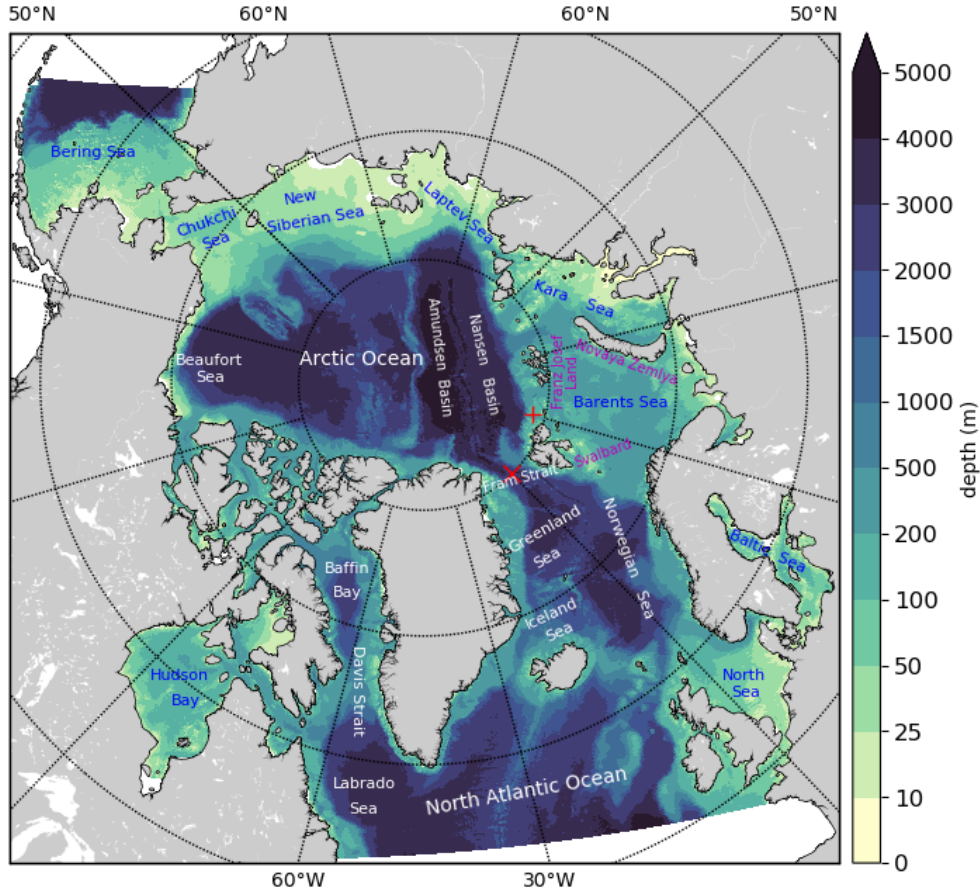 50°N
60°N
60°N
50°N
Bering Sea
New
Siberian Sea
Chukchi
Sea
Laptev Sea
Kara Sea
Novaya Zemlya
Franz Josef
Land
Barents Sea
Amundsen
Basin
Nansen
Basin
Arctic Ocean
Beaufort
Sea
Svalbard
Fram Strait
Greenland
Sea
Norwegian
Sea
Iceland
Sea
Baltic Sea
Baffin
Bay
Davis Strait
Hudson
Bay
North
Sea
Labrado
Sea
North Atlantic Ocean
60°W
30°W
5000
4000
3000
2000
1500
1000
500
200
100
50
25
10
0
depth (m)